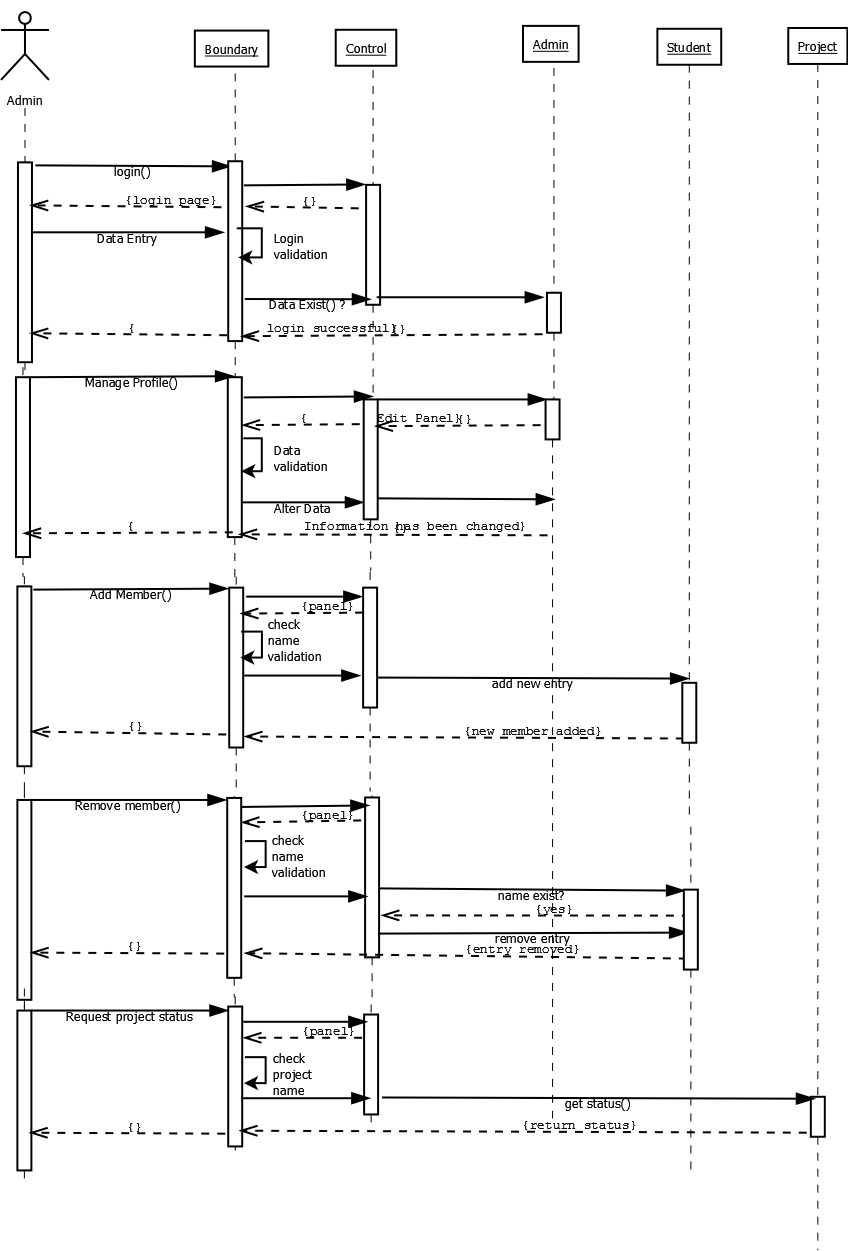 Boundary
Control
Admin
Student
Project
Admin
login()
{login page}
{}
Data Entry
Login
validation
Data Exist() ?
{
login successful}
{}
Manage Profile()
{
Edit Panel}
{}
Data
validation
Alter Data
{
Information has been changed}
{}
Add Member()
{panel}
check
name
validation
add new entry
{}
{new member added}
Remove member()
{panel}
check
name
validation
name exist?
{yes}
remove entry
{}
{entry removed}
Request project status
{panel}
check
project
name
get status()
{}
{return status}